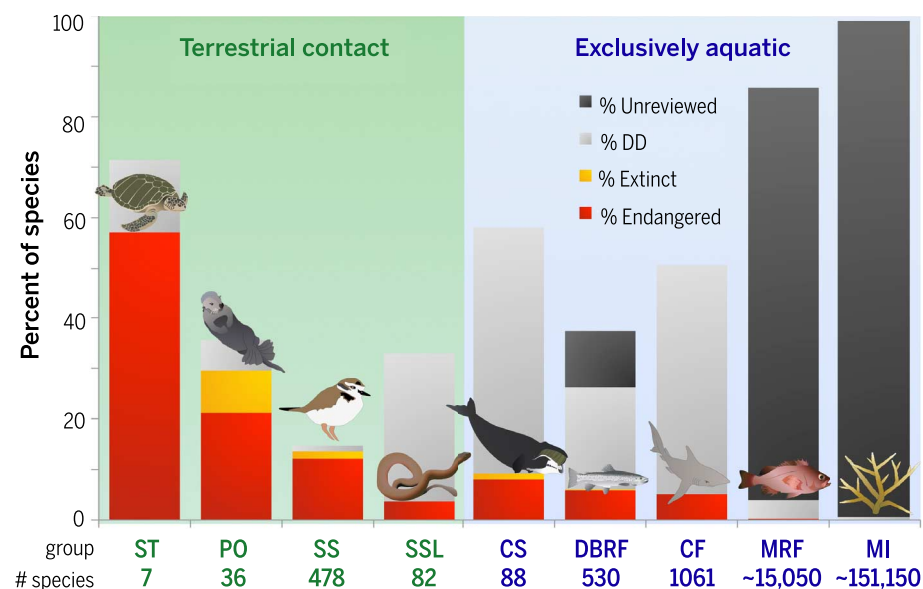 Terrestrial contact
Exclusively aquatic
% Unreviewed
% DD
% Extinct
% Endangered
Percent of species
100
80
60
40
20
0
group ST PO SS SSL CS DBRF CF MRF MI
# species 7 36 478 82 88 530 1061 ~15,050 ~151,150